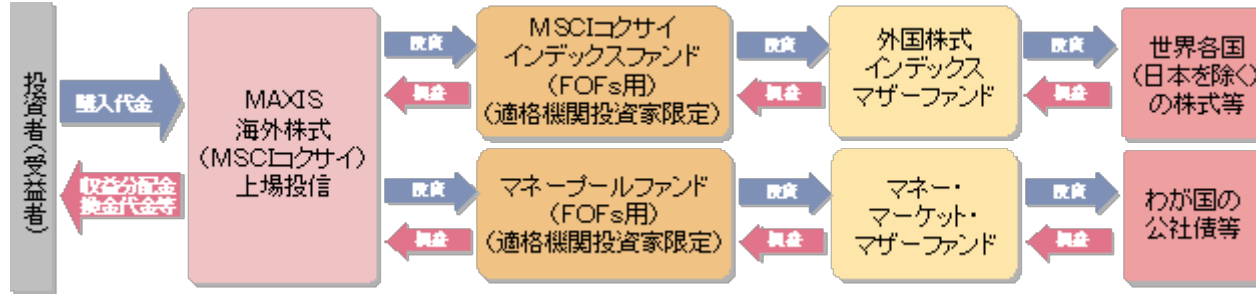 投資者(受益者)
購入代金
収益分配金
換金代金等
MAXIS
海外株式
(MSCIコクサイ)
上場投信
投資
損益
MSCIコクサイ
インデックスファンド
(FOFs用)
(適格機関投資家限定)
投資
損益
外国株式
インデックス
マザーファンド
投資
損益
世界各国
(日本を除く)
の株式等
投資
損益
マネープールファンド
(FOFs用)
(適格機関投資家限定)
投資
損益
マネー・
マーケット・
マザーファンド
投資
損益
わが国の
公社債等